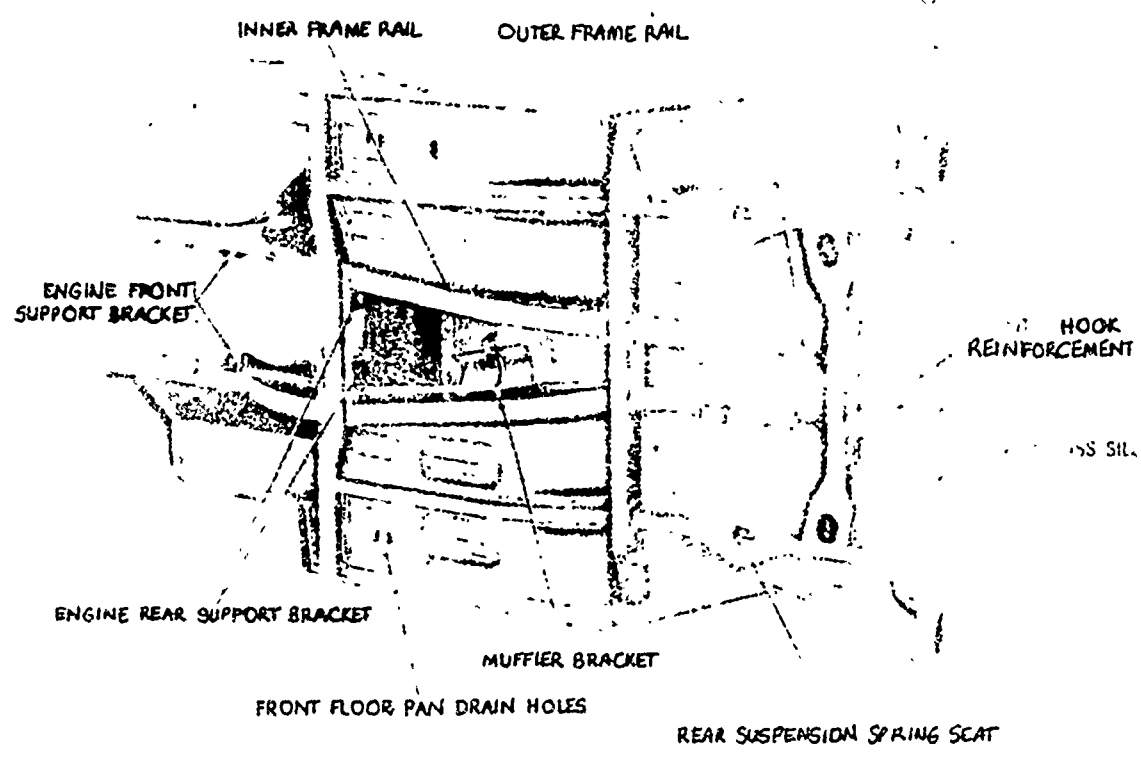 INNER FRAME RAIL
OUTER FRAME RAIL
ENGINE FRONT
SUPPORT BRACKET
HOOK
REINFORCEMENT
ENGINE REAR SUPPORT BRACKET
MUFFLER BRACKET
FRONT FLOOR PAN DRAIN HOLES
REAR SUSPENSION SPRING SEAT